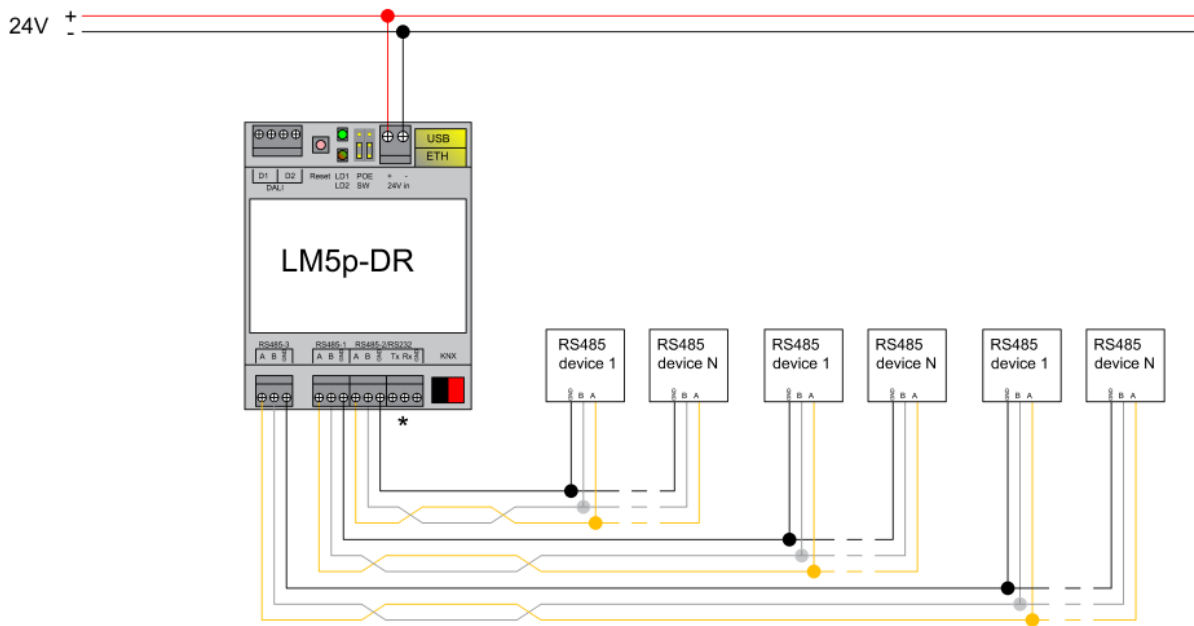 24V + -
USB
ETH
D1 D2 Reset LD1 POE + -
DALI LD2 SW 24V in
LM5p-DR
RS485-3 RS485-1 RS485-2/RS232
A B GND A B GND A B GND Tx Rx GND KNX
*
RS485 device 1
GND B A
RS485 device N
GND B A
RS485 device 1
GND B A
RS485 device N
GND B A
RS485 device 1
GND B A
RS485 device N
GND B A